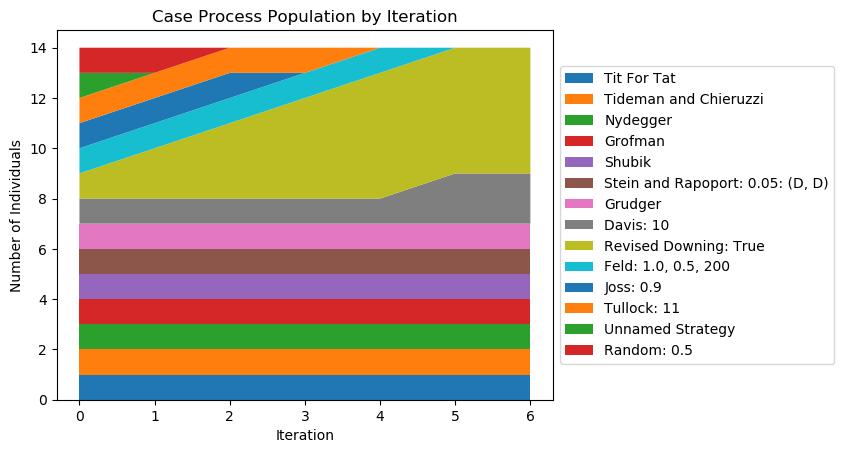 Case Process Population by Iteration
Number of Individuals
14
12
10
8
6
4
2
0
0 1 2 3 4 5 6
Iteration
Tit For Tat
Tideman and Chieruzzi
Nydegger
Grofman
Shubik
Stein and Rapoport: 0.05: (D, D)
Grudger
Davis: 10
Revised Downing: True
Feld: 1.0, 0.5, 200
Joss: 0.9
Tullock: 11
Unnamed Strategy
Random: 0.5